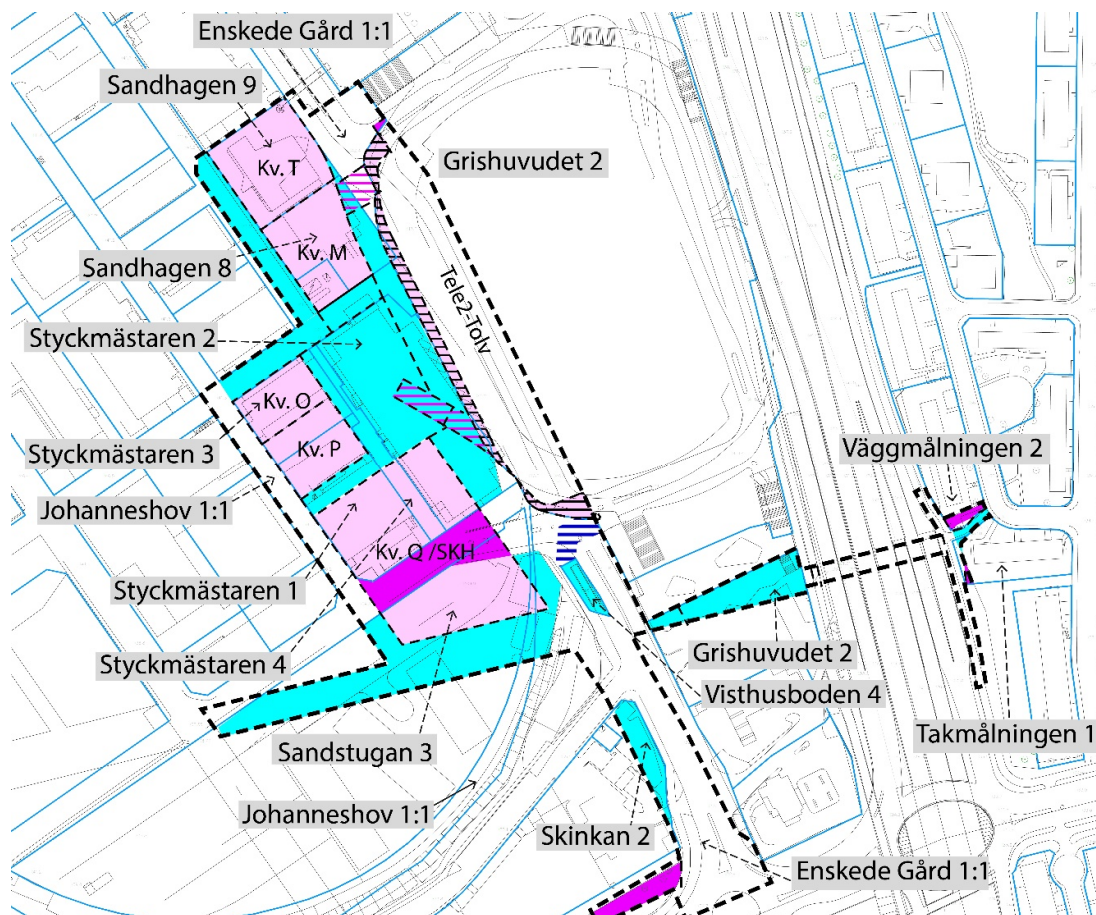 Enskede Gård 1:1
Sandhagen 9
Grishuvudet 2
Kv. T
Kv. M
Sandhagen 8
Tele2-Tolv
Styckmästaren 2
Kv. O
Kv. P
Styckmästaren 3
Väggmålningen 2
Johanneshov 1:1
Kv. Q /SKH
Styckmästaren 1
Styckmästaren 4
Grishuvudet 2
Visthusboden 4
Sandstugan 3
Takmålningen 1
Johanneshov 1:1
Skinkan 2
Enskede Gård 1:1